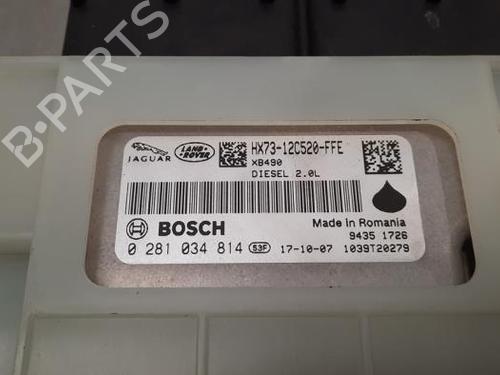 B-PARTS
JAGUAR
LAND ROVER
HX73-12C520-FFE
XB490
DIESEL 2.0L
BOSCH
Made in Romania
9435 1726
0 281 034 814 53F 17-10-07 1039T20279